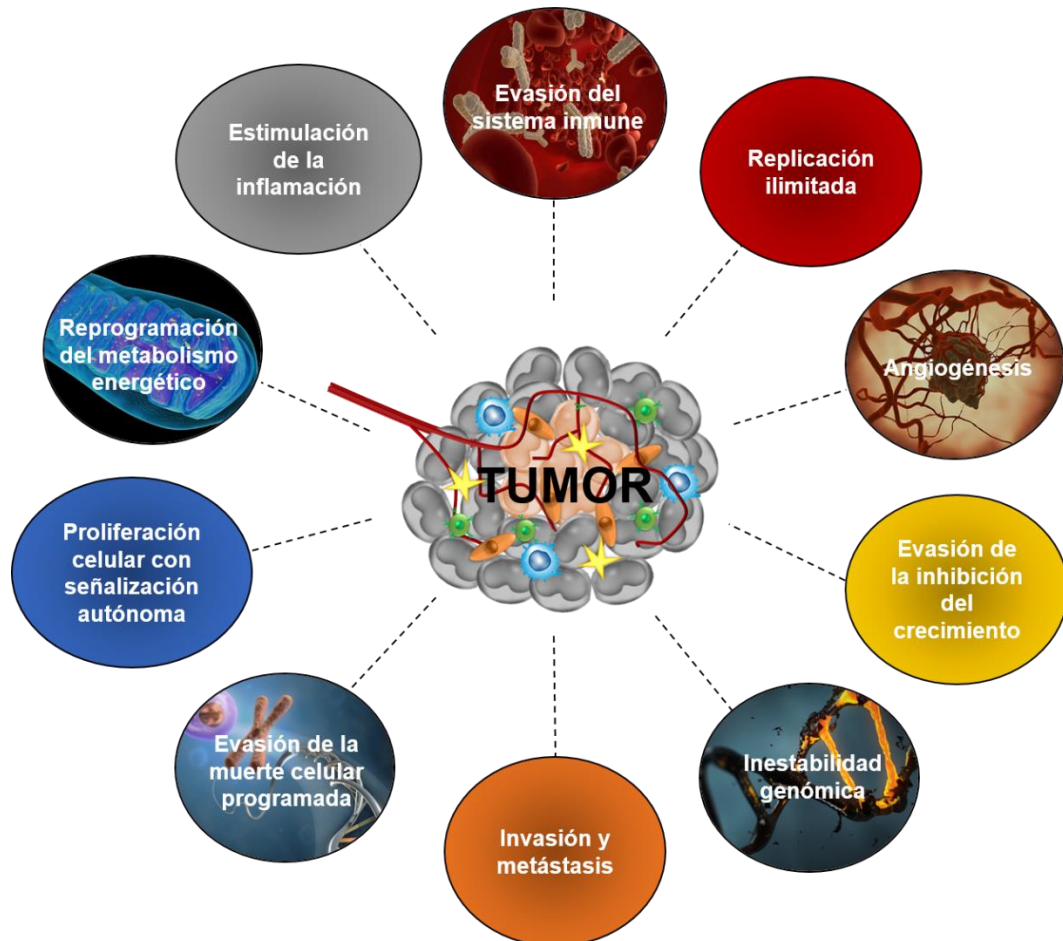 Evasión del
sistema inmune
Replicación
ilimitada
Angiogénesis
Evasión de
la inhibición
del
crecimiento
Inestabilidad
genómica
Invasión y
metástasis
Evasión de la
muerte celular
programada
Proliferación
celular con
señalización
autónoma
Reprogramación
del metabolismo
energético
Estimulación
de la
inflamación
TUMOR